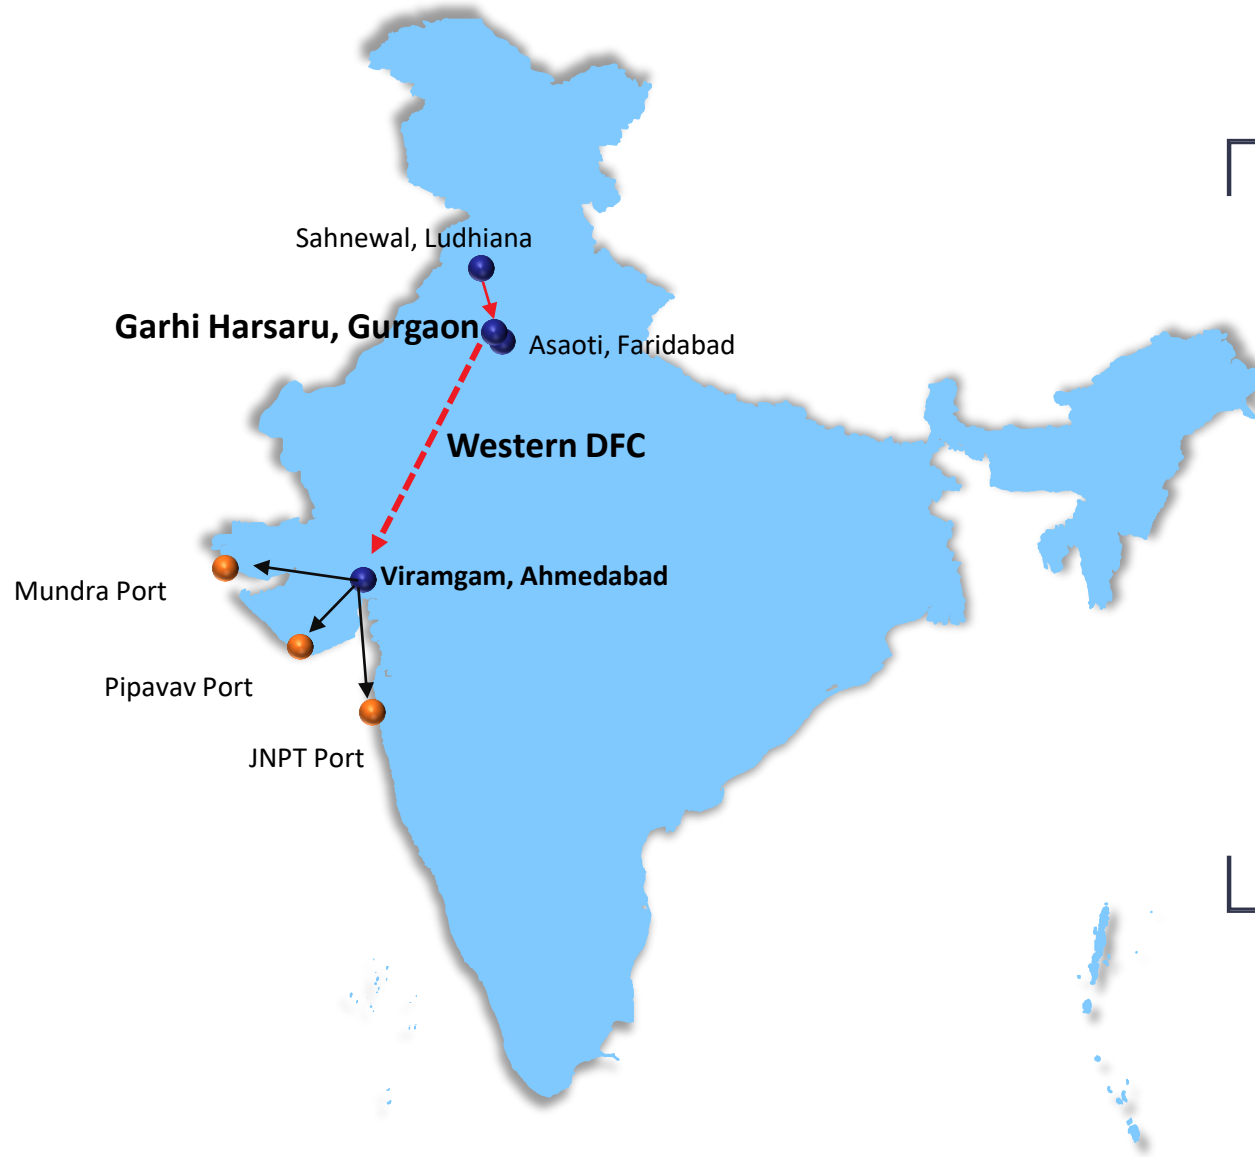 Sahnewal, Ludhiana
Garhi Harsaru, Gurgaon
Asaoti, Faridabad
Western DFC
Viramgam, Ahmedabad
Mundra Port
Pipavav Port
JNPT Port